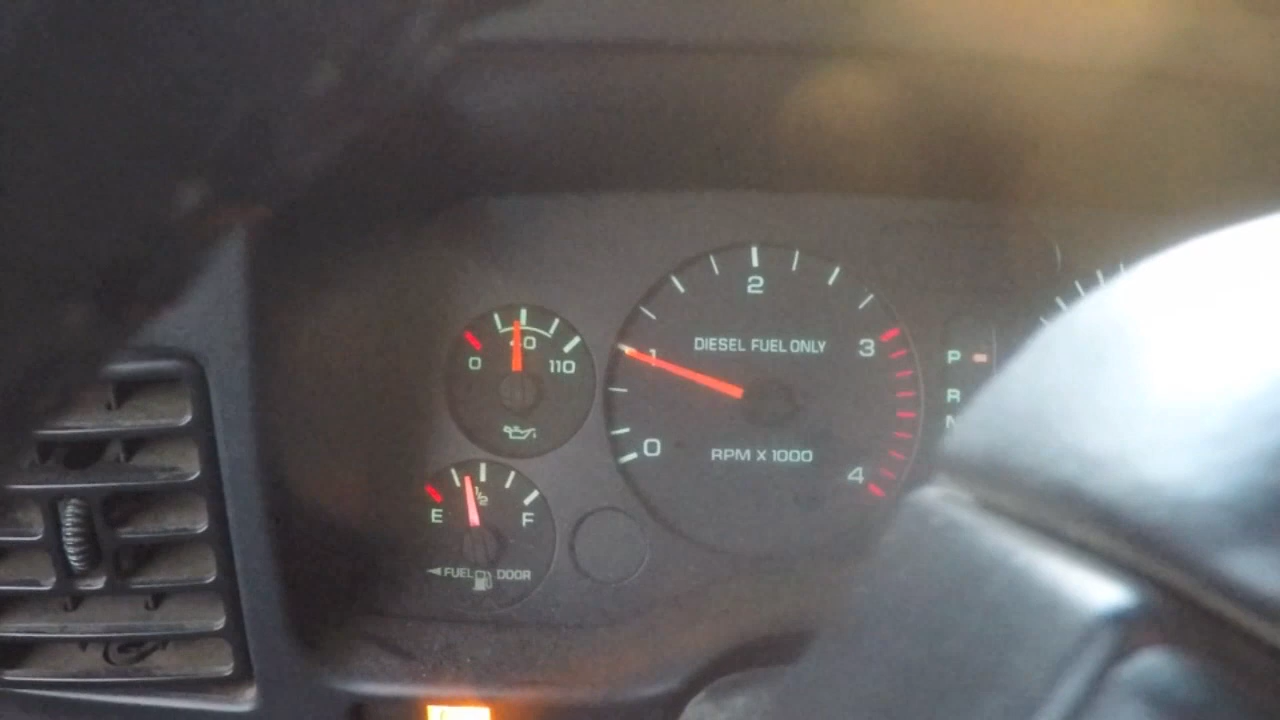 0 40 110
E 1/2 F
◄ FUEL DOOR
0 1 2 3 4
DIESEL FUEL ONLY
RPM X 1000
P
R
N